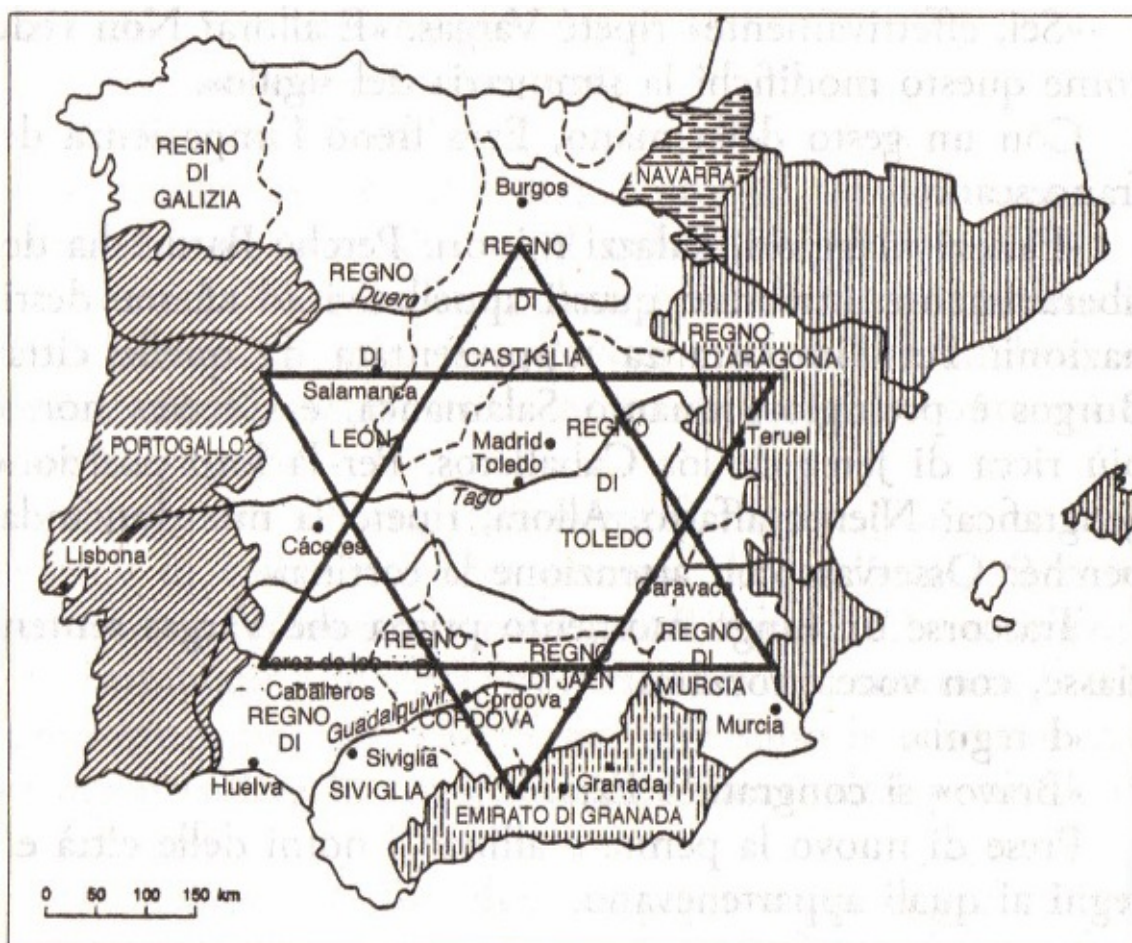 REGNO
DI
GALIZIA
NAVARRA
Burgos
REGNO
DI
CASTIGLIA
REGNO
Duero
DI
LEÓN
REGNO
D'ARAGONA
Salamanca
PORTOGALLO
Madrid
Toledo
REGNO
DI
TOLEDO
Teruel
Tago
Lisbona
Cáceres
Caravaca
REGNO
DI
CORDOVA
REGNO
DI JAEN
REGNO
DI
MURCIA
Jerez de los
Caballeros
REGNO
DI
SIVIGLIA
Guadalquivir
Cordova
Murcia
Siviglia
Huelva
Granada
EMIRATO DI GRANADA
0 50 100 150 km